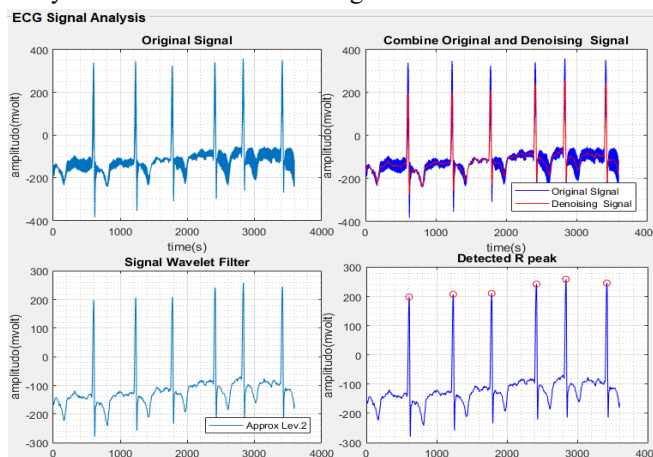 ECG Signal Analysis
Original Signal
400
200
0
-200
-400
0 1000 2000 3000 4000
time(s)
amplitudo(mvolt)
Combine Original and Denoising Signal
400
200
0
-200
-400
0 1000 2000 3000 4000
time(s)
amplitudo(mvolt)
Original SIgnal
Denoising Signal
Signal Wavelet Filter
300
200
100
0
-100
-200
-300
0 1000 2000 3000 4000
amplitudo(mvolt)
Approx Lev.2
Detected R peak
300
200
100
0
-100
-200
-300
0 1000 2000 3000 400
amplitudo(mvolt)